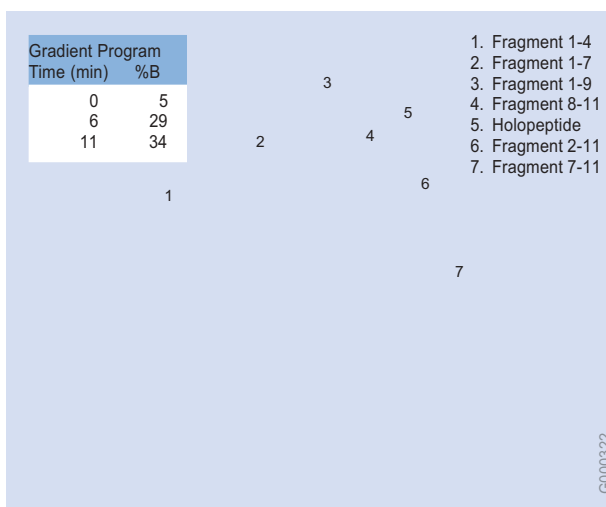 Gradient Program
Time (min) %B
0 5
6 29
11 34
1. Fragment 1-4
2. Fragment 1-7
3. Fragment 1-9
4. Fragment 8-11
5. Holopeptide
6. Fragment 2-11
7. Fragment 7-11
3
5
4
2
6
1
7
G000322